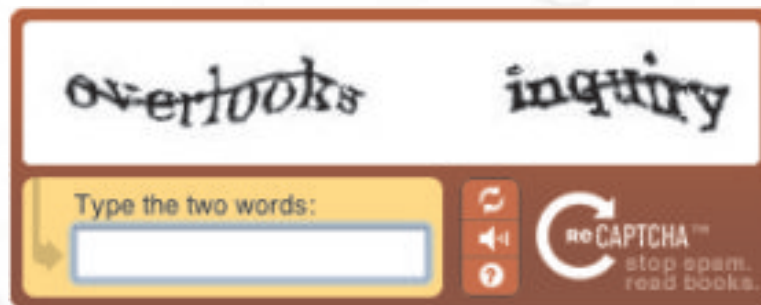 overlooks inquiry
Type the two words:
reCAPTCHA™
stop spam.
read books.